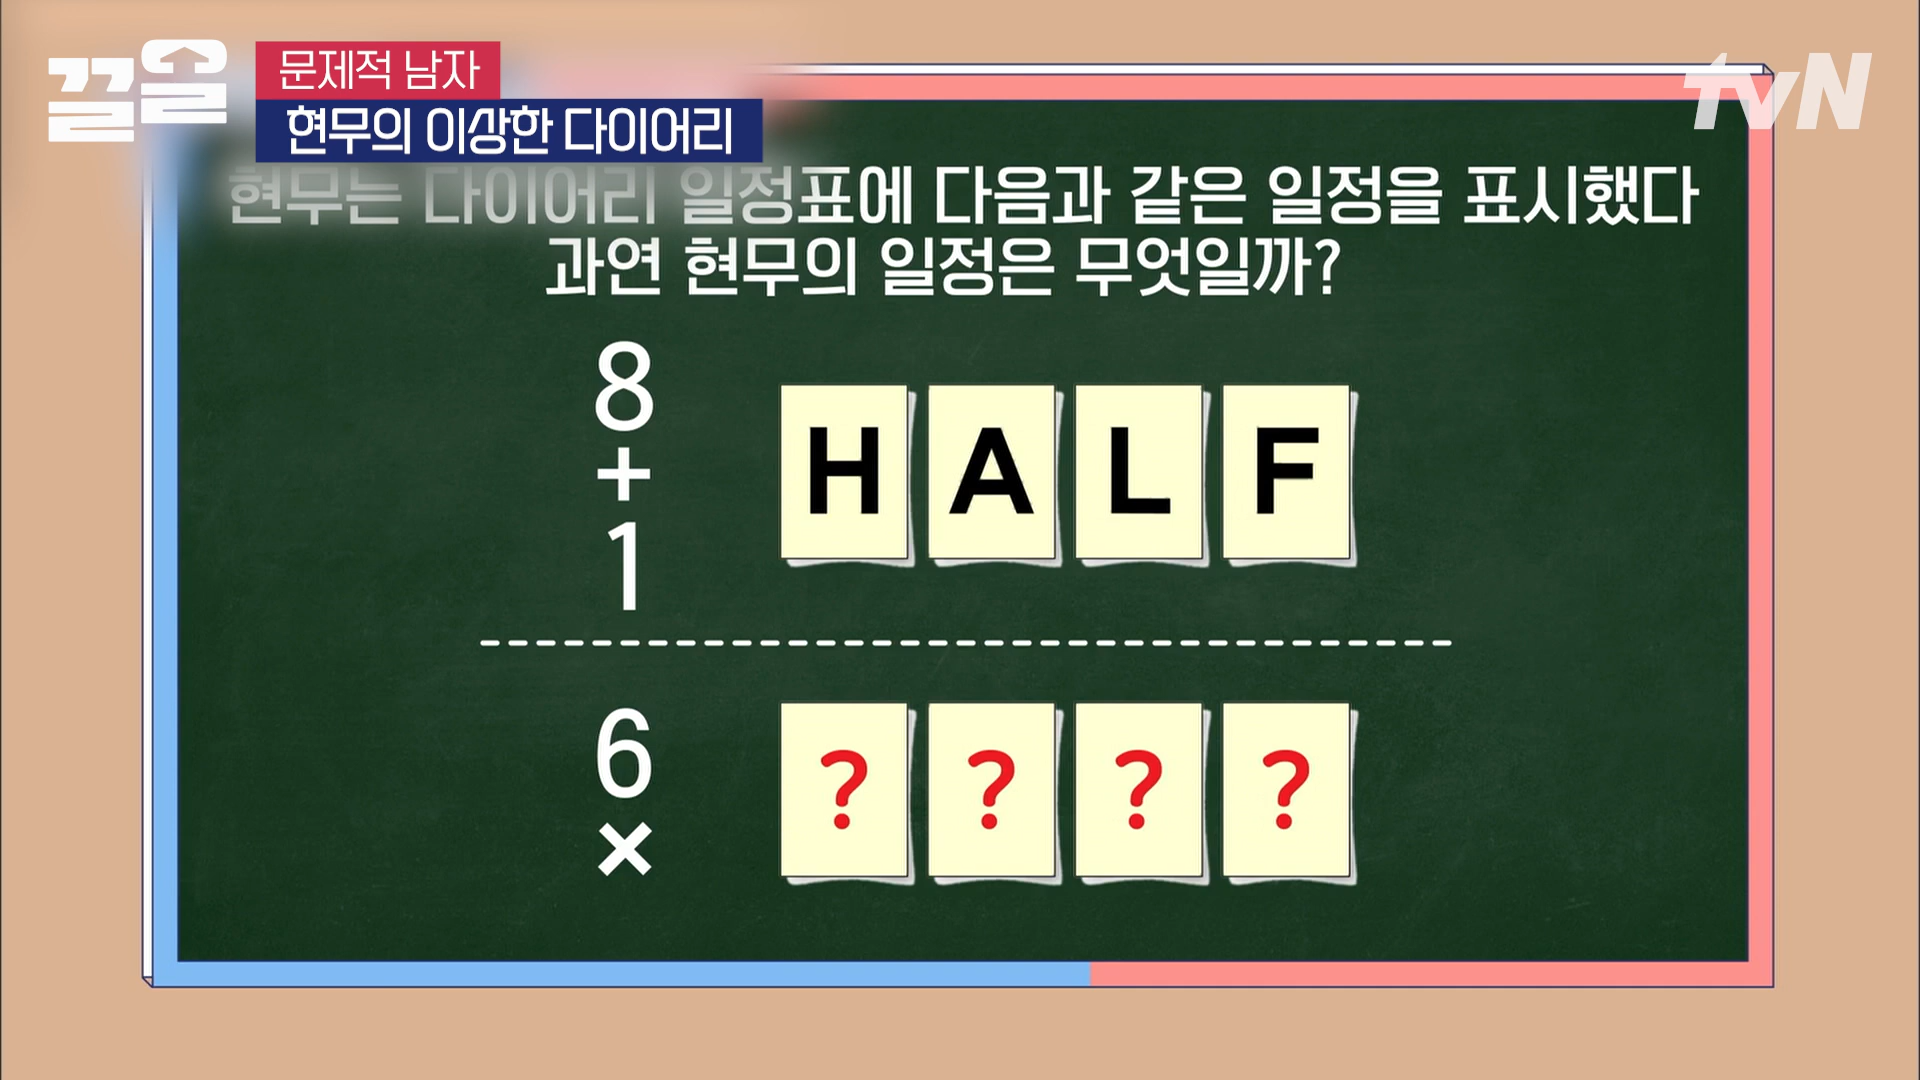 끌올
문제적 남자
현무의 이상한 다이어리
tvN
현무는 다이어리 일정표에 다음과 같은 일정을 표시했다
과연 현무의 일정은 무엇일까?
8
+
1
H A L F
6
×
? ? ? ?